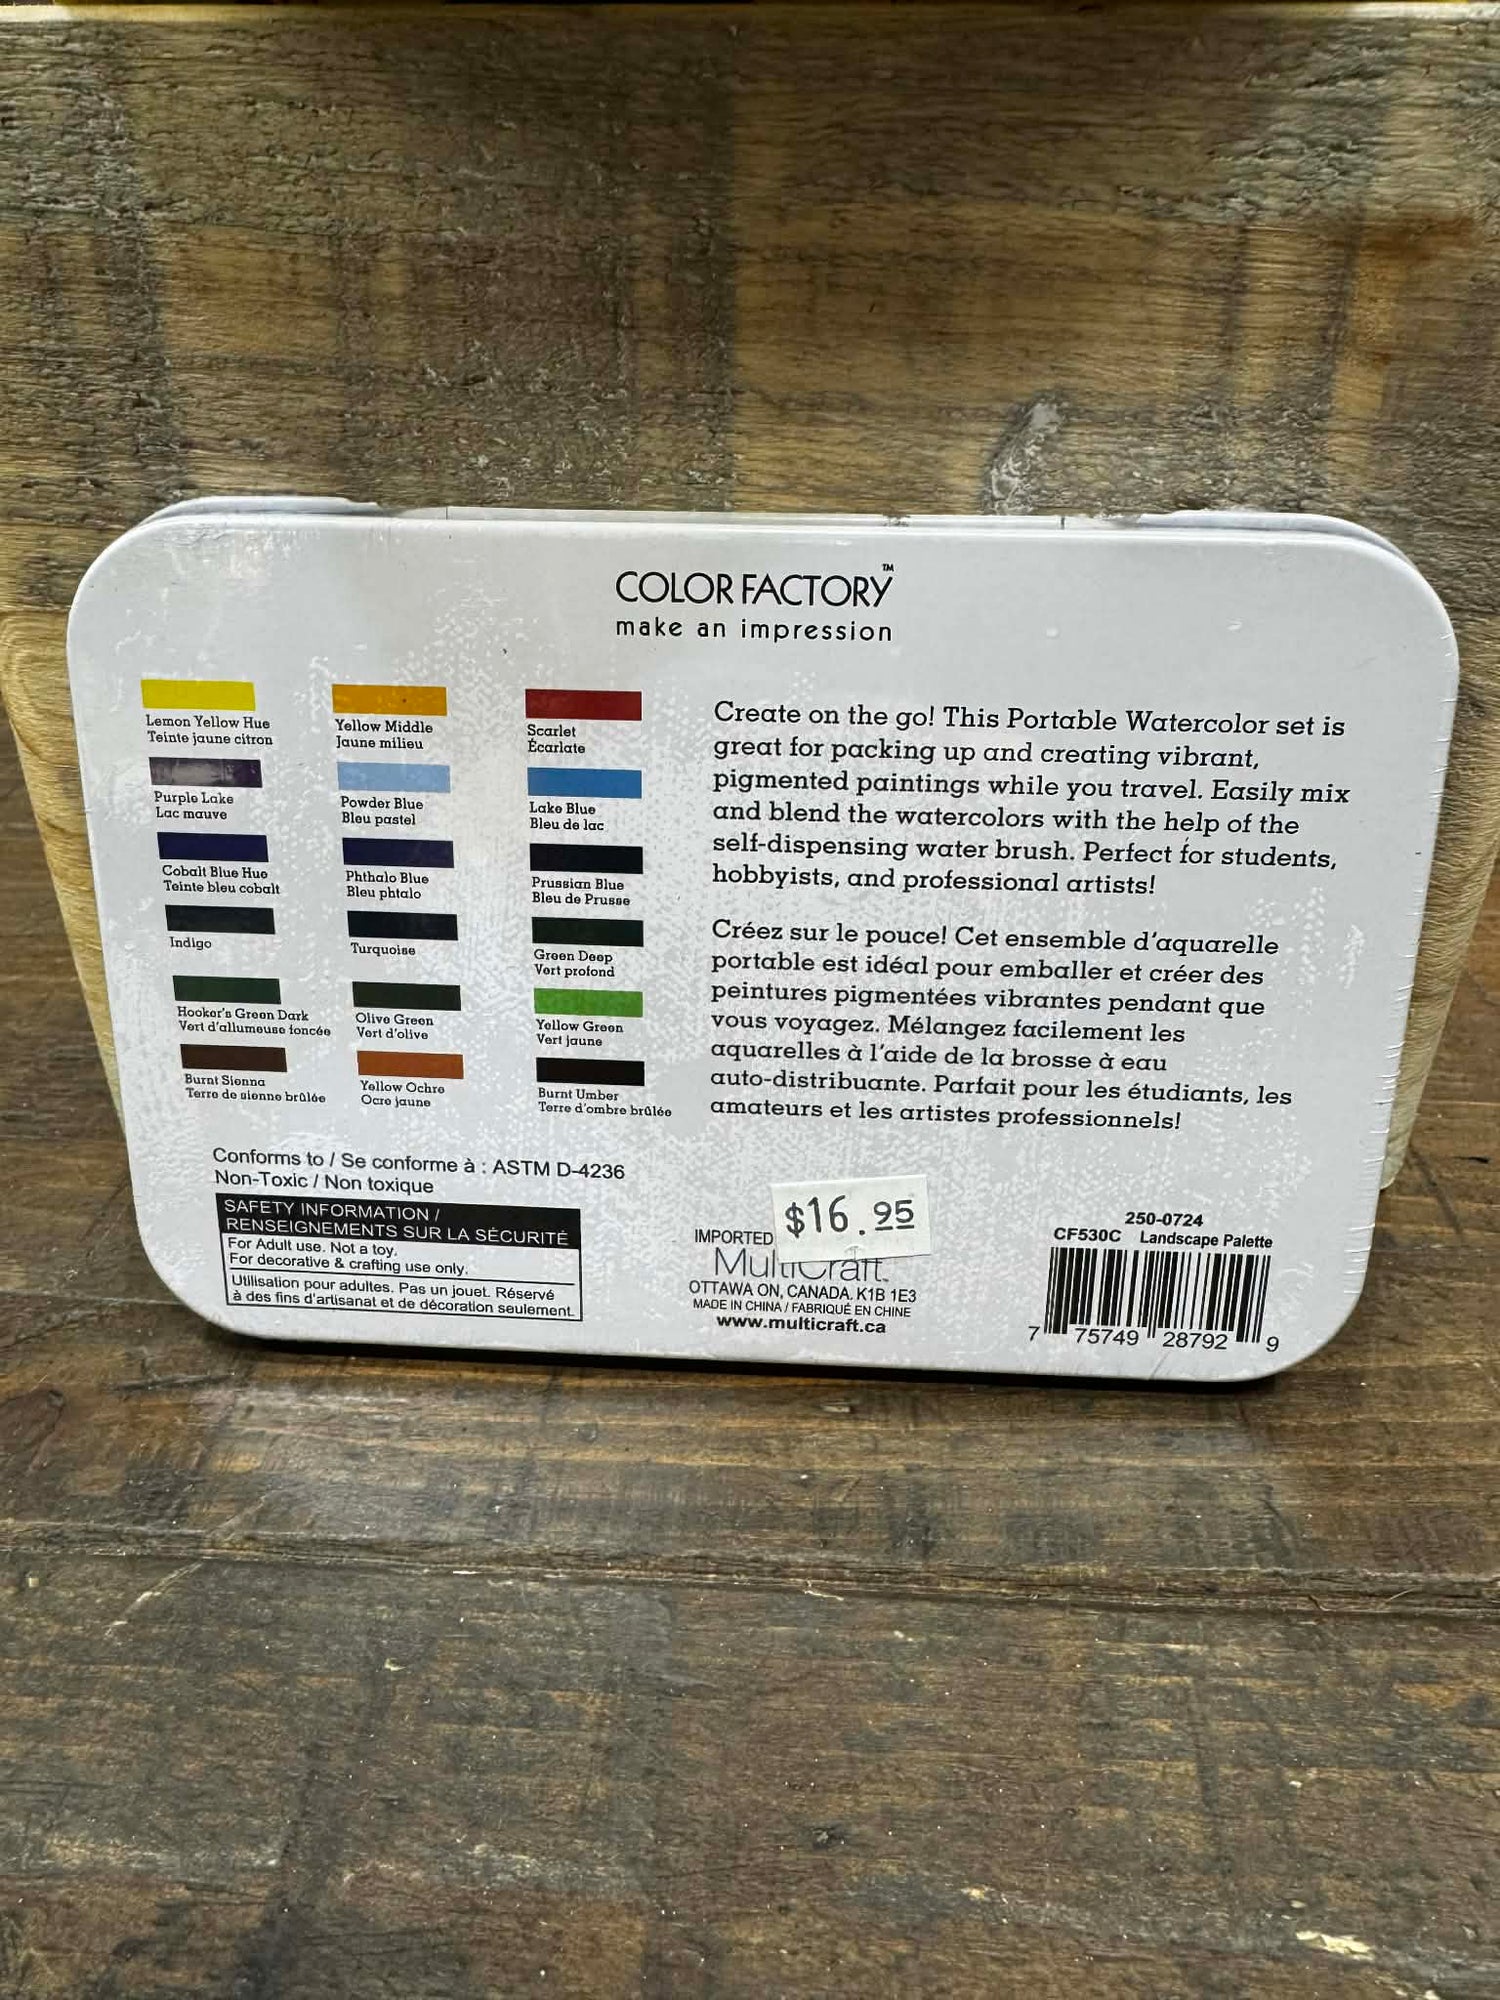 COLOR FACTORY™
make an impression
Lemon Yellow Hue
Teinte jaune citron
Yellow Middle
Jaune milieu
Scarlet
Écarlate
Purple Lake
Lac mauve
Powder Blue
Bleu pastel
Lake Blue
Bleu de lac
Cobalt Blue Hue
Teinte bleu cobalt
Phthalo Blue
Bleu phtalo
Prussian Blue
Bleu de Prusse
Indigo
Turquoise
Green Deep
Vert profond
Hooker's Green Dark
Vert d'allumeuse foncée
Olive Green
Vert d'olive
Yellow Green
Vert jaune
Burnt Sienna
Terre de sienne brûlée
Yellow Ochre
Ocre jaune
Burnt Umber
Terre d'ombre brûlée
Create on the go! This Portable Watercolor set is
great for packing up and creating vibrant,
pigmented paintings while you travel. Easily mix
and blend the watercolors with the help of the
self-dispensing water brush. Perfect for students,
hobbyists, and professional artists!
Créez sur le pouce! Cet ensemble d'aquarelle
portable est idéal pour emballer et créer des
peintures pigmentées vibrantes pendant que
vous voyagez. Mélangez facilement les
aquarelles à l'aide de la brosse à eau
auto-distribuante. Parfait pour les étudiants, les
amateurs et les artistes professionnels!
Conforms to / Se conforme à : ASTM D-4236
Non-Toxic / Non toxique
SAFETY INFORMATION /
RENSEIGNEMENTS SUR LA SÉCURITÉ
For Adult use. Not a toy.
For decorative & crafting use only.
Utilisation pour adultes. Pas un jouet. Réservé
à des fins d'artisanat et de décoration seulement.
$16.95
IMPORTED
MultiCraft
OTTAWA ON, CANADA. K1B 1E3
MADE IN CHINA / FABRIQUÉ EN CHINE
www.multicraft.ca
250-0724
CF530C Landscape Palette
7 75749 28792 9